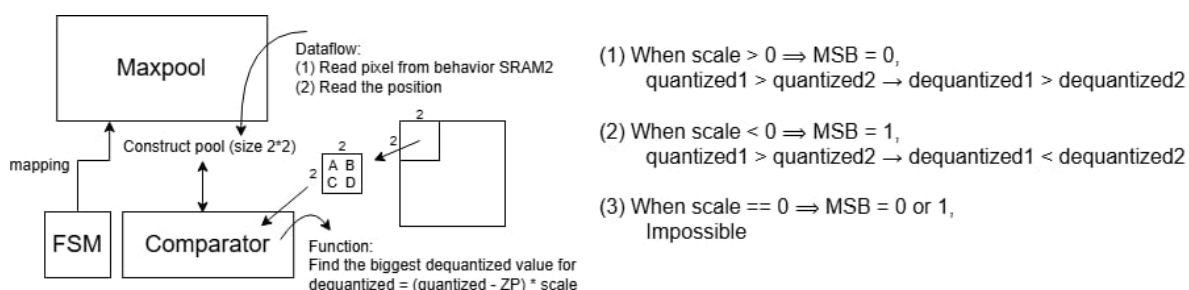 Maxpool
Dataflow:
(1) Read pixel from behavior SRAM2
(2) Read the position
mapping
Construct pool (size 2*2)
2
2
2
2
A B
C D
FSM
Comparator
Function:
Find the biggest dequantized value for
dequantized = (quantized - ZP) * scale
(1) When scale > 0 ⟹ MSB = 0,
quantized1 > quantized2 → dequantized1 > dequantized2
(2) When scale < 0 ⟹ MSB = 1,
quantized1 > quantized2 → dequantized1 < dequantized2
(3) When scale == 0 ⟹ MSB = 0 or 1,
Impossible